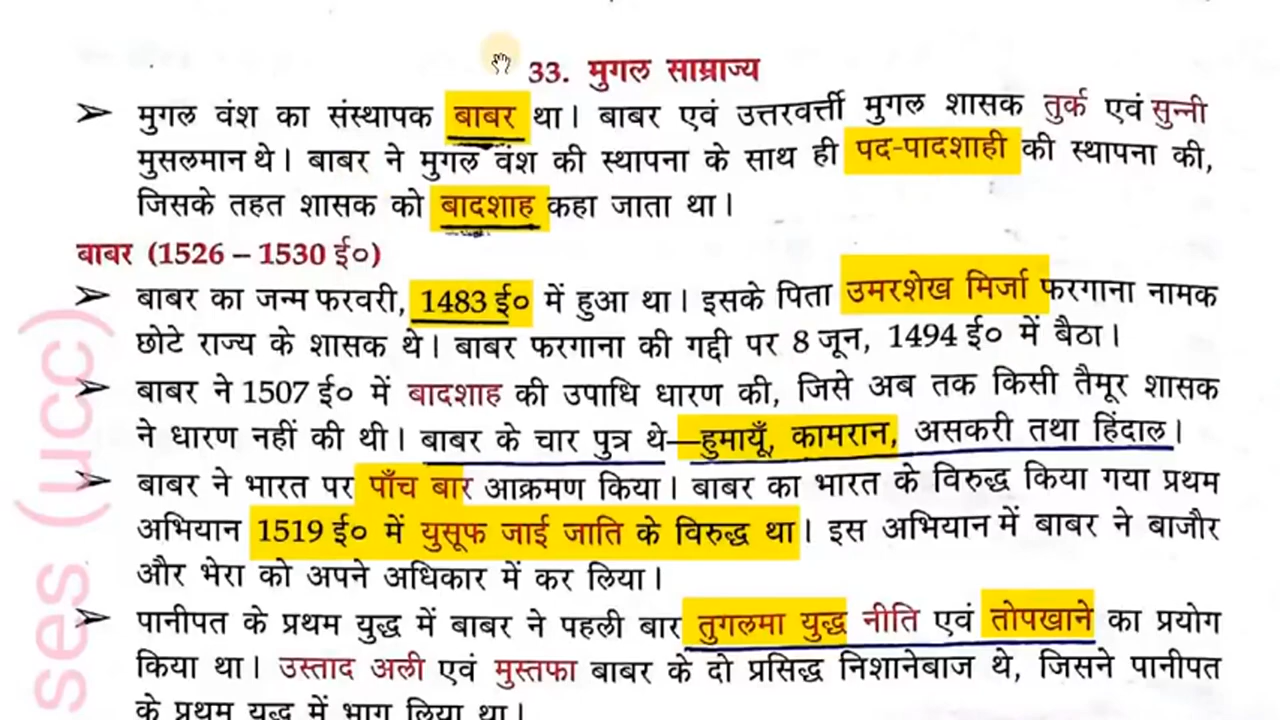 33. मुगल साम्राज्य
➢ मुगल वंश का संस्थापक बाबर था। बाबर एवं उत्तरवर्त्ती मुगल शासक तुर्क एवं सुन्नी
मुसलमान थे। बाबर ने मुगल वंश की स्थापना के साथ ही पद-पादशाही की स्थापना की,
जिसके तहत शासक को बादशाह कहा जाता था।
बाबर (1526 – 1530 ई०)
➢ बाबर का जन्म फरवरी, 1483 ई० में हुआ था। इसके पिता उमरशेख मिर्जा फरगाना नामक
छोटे राज्य के शासक थे। बाबर फरगाना की गद्दी पर 8 जून, 1494 ई० में बैठा।
➢ बाबर ने 1507 ई० में बादशाह की उपाधि धारण की, जिसे अब तक किसी तैमूर शासक
ने धारण नहीं की थी। बाबर के चार पुत्र थे—हुमायूँ, कामरान, असकरी तथा हिंदाल।
➢ बाबर ने भारत पर पाँच बार आक्रमण किया। बाबर का भारत के विरुद्ध किया गया प्रथम
अभियान 1519 ई० में युसूफ जाई जाति के विरुद्ध था। इस अभियान में बाबर ने बाजौर
और भेरा को अपने अधिकार में कर लिया।
➢ पानीपत के प्रथम युद्ध में बाबर ने पहली बार तुगलमा युद्ध नीति एवं तोपखाने का प्रयोग
किया था। उस्ताद अली एवं मुस्तफा बाबर के दो प्रसिद्ध निशानेबाज थे, जिसने पानीपत
के प्रथम युद्ध में भाग लिया था।
ses (ucc)